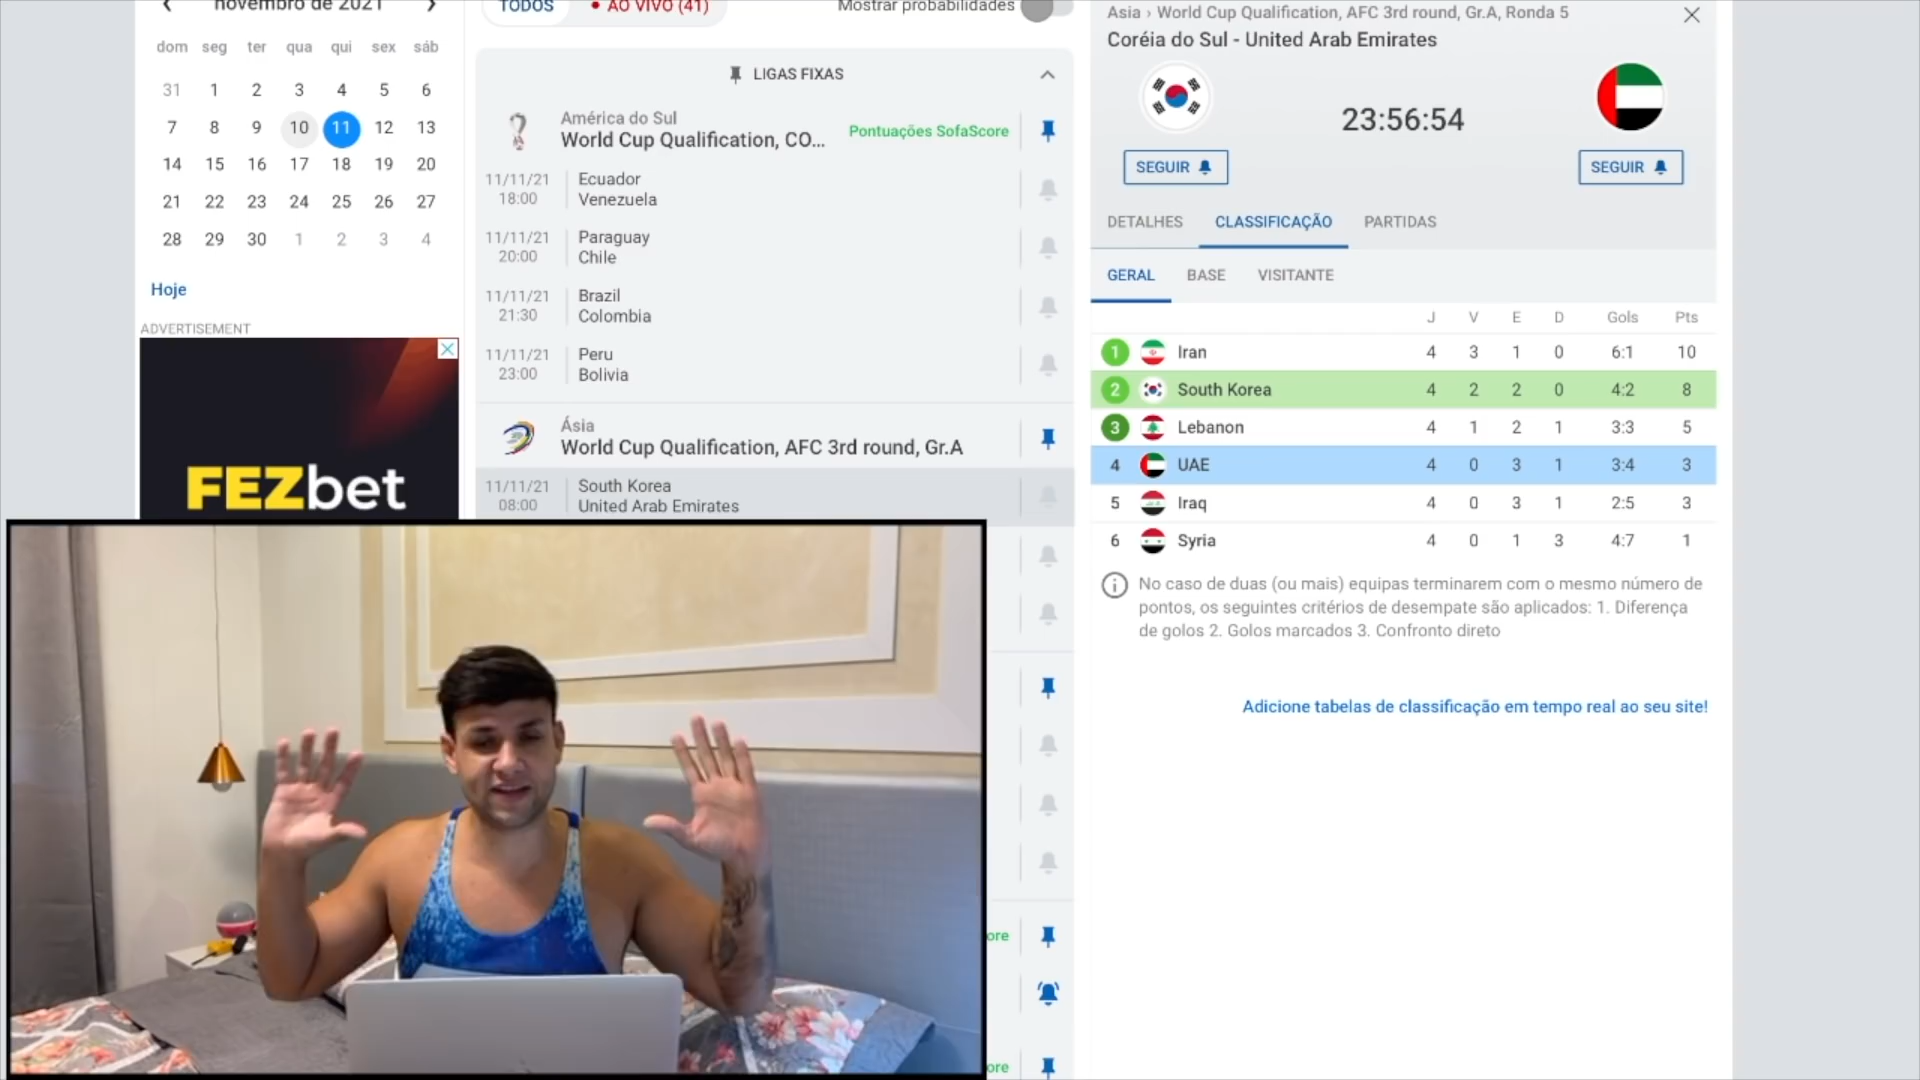 novembro de 2021
dom seg ter qua qui sex sáb
31 1 2 3 4 5 6
7 8 9 10 11 12 13
14 15 16 17 18 19 20
21 22 23 24 25 26 27
28 29 30 1 2 3 4
Hoje
ADVERTISEMENT
FEZbet
TODOS
AO VIVO (41)
Mostrar probabilidades
LIGAS FIXAS
América do Sul
World Cup Qualification, CO...
Pontuações SofaScore
11/11/21 Ecuador
18:00 Venezuela
11/11/21 Paraguay
20:00 Chile
11/11/21 Brazil
21:30 Colombia
11/11/21 Peru
23:00 Bolivia
Ásia
World Cup Qualification, AFC 3rd round, Gr.A
11/11/21 South Korea
08:00 United Arab Emirates
ore
ore
Asia › World Cup Qualification, AFC 3rd round, Gr.A, Ronda 5
Coréia do Sul - United Arab Emirates
23:56:54
SEGUIR
SEGUIR
DETALHES CLASSIFICAÇÃO PARTIDAS
GERAL BASE VISITANTE
J V E D Gols Pts
1 Iran 4 3 1 0 6:1 10
2 South Korea 4 2 2 0 4:2 8
3 Lebanon 4 1 2 1 3:3 5
4 UAE 4 0 3 1 3:4 3
5 Iraq 4 0 3 1 2:5 3
6 Syria 4 0 1 3 4:7 1
No caso de duas (ou mais) equipas terminarem com o mesmo número de
pontos, os seguintes critérios de desempate são aplicados: 1. Diferença
de golos 2. Golos marcados 3. Confronto direto
Adicione tabelas de classificação em tempo real ao seu site!